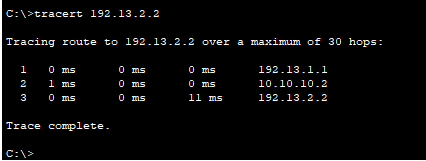 C:\>tracert 192.13.2.2
Tracing route to 192.13.2.2 over a maximum of 30 hops:
1 0 ms 0 ms 0 ms 192.13.1.1
2 1 ms 0 ms 0 ms 10.10.10.2
3 0 ms 0 ms 11 ms 192.13.2.2
Trace complete.
C:\>